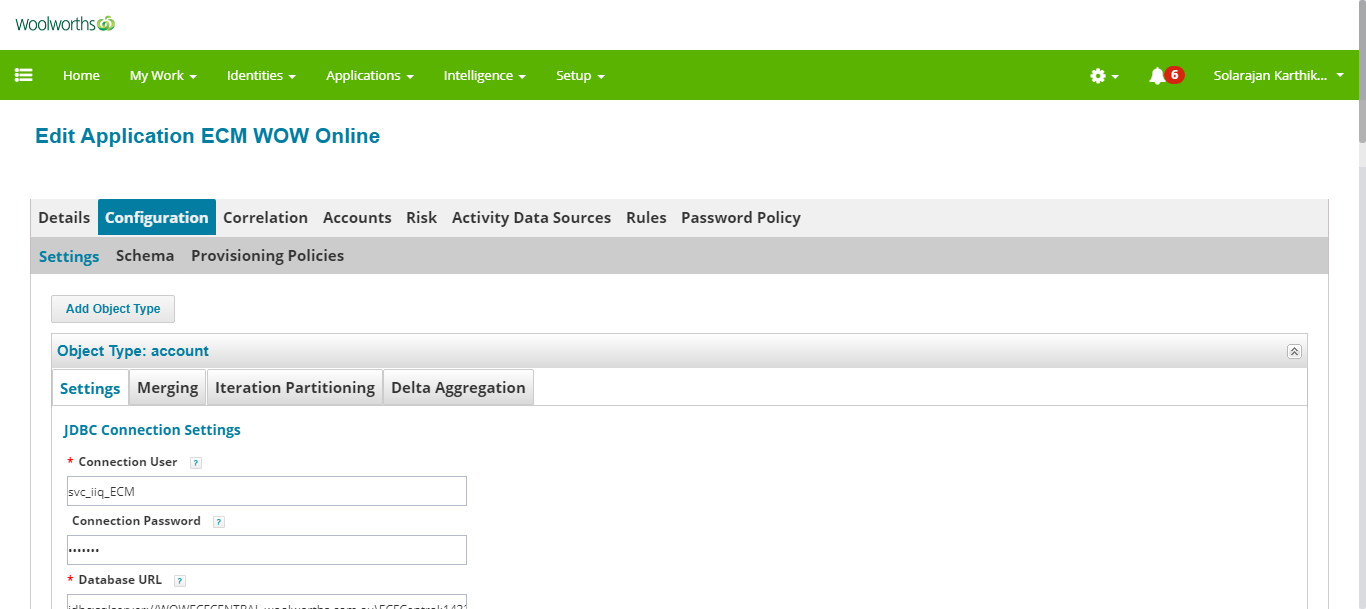 woolworths
Home My Work Identities Applications Intelligence Setup 6 Solarajan Karthik...
Edit Application ECM WOW Online
Details Configuration Correlation Accounts Risk Activity Data Sources Rules Password Policy
Settings Schema Provisioning Policies
Add Object Type
Object Type: account
Settings Merging Iteration Partitioning Delta Aggregation
JDBC Connection Settings
* Connection User ?
svc_iiq_ECM
Connection Password ?
•••••••
* Database URL ?